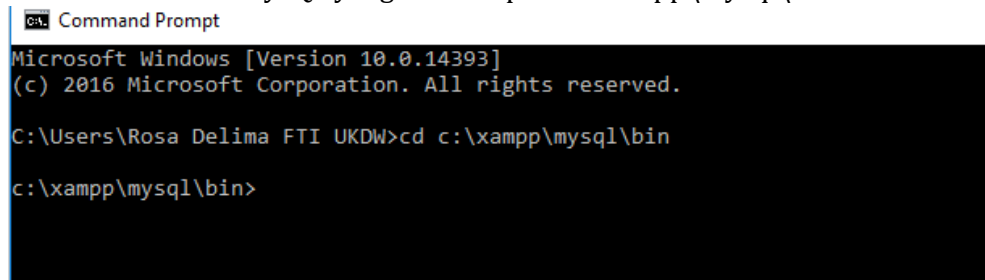 Command Prompt
Microsoft Windows [Version 10.0.14393]
(c) 2016 Microsoft Corporation. All rights reserved.
C:\Users\Rosa Delima FTI UKDW>cd c:\xampp\mysql\bin
c:\xampp\mysql\bin>